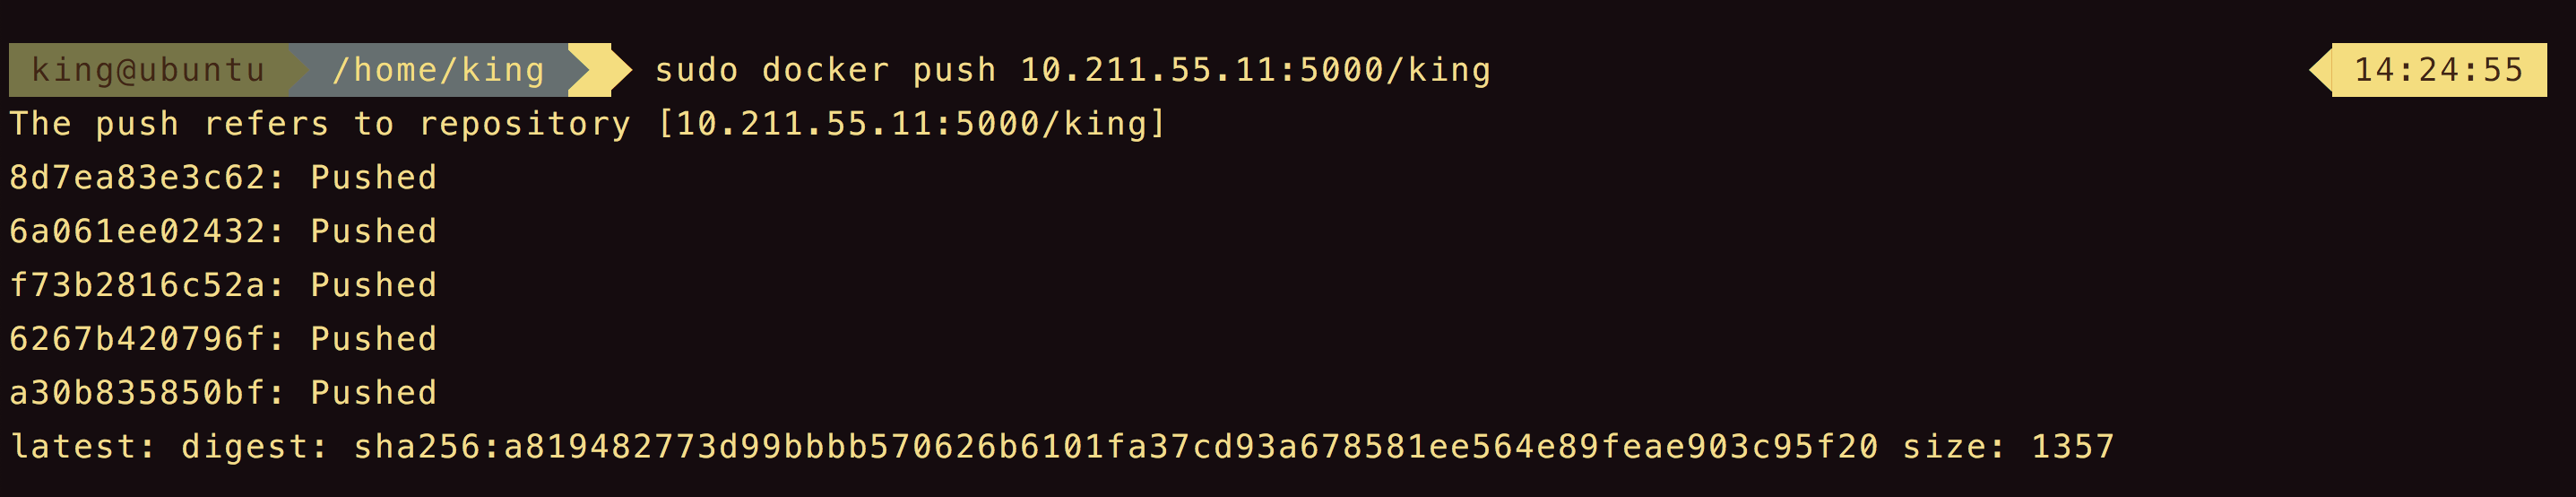 king@ubuntu /home/king sudo docker push 10.211.55.11:5000/king 14:24:55
The push refers to repository [10.211.55.11:5000/king]
8d7ea83e3c62: Pushed
6a061ee02432: Pushed
f73b2816c52a: Pushed
6267b420796f: Pushed
a30b835850bf: Pushed
latest: digest: sha256:a819482773d99bbbb570626b6101fa37cd93a678581ee564e89feae903c95f20 size: 1357